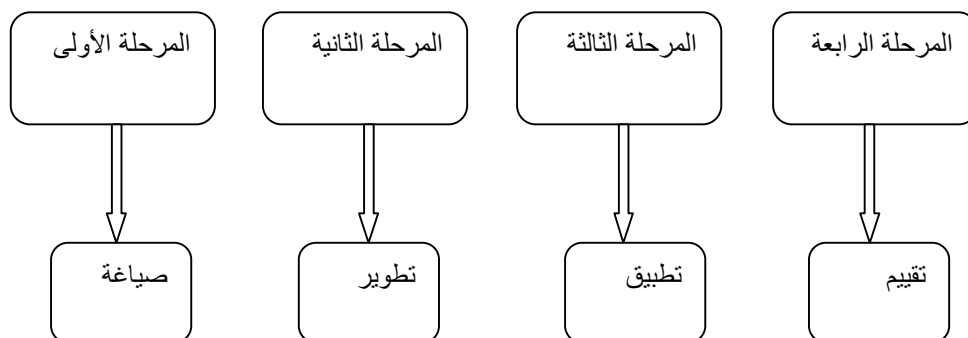 المرحلة الأولى
المرحلة الثانية
المرحلة الثالثة
المرحلة الرابعة
صياغة
تطوير
تطبيق
تقييم